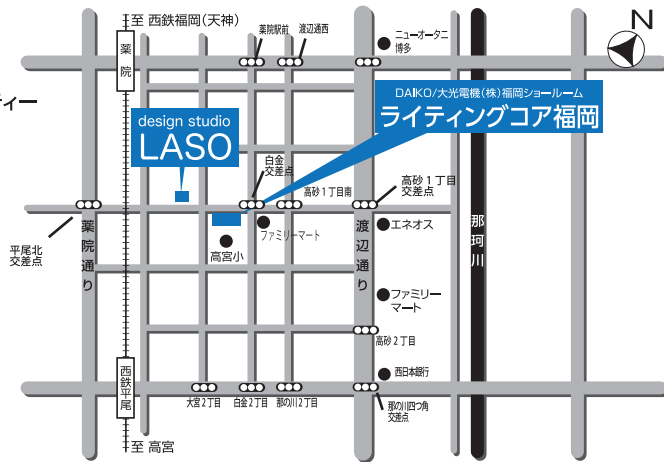 至 西鉄福岡(天神)
薬院駅前
渡辺通西
ニューオータニ
博多
N
薬院
ティー
DAIKO/大光電機(株)福岡ショールーム
ライティングコア福岡
design studio
LASO
白金
交差点
高砂1丁目南
高砂1丁目
交差点
平尾北
交差点
薬院通り
高宮小
ファミリーマート
渡辺通り
エネオス
那珂川
ファミリー
マート
高砂2丁目
西鉄平尾
西日本銀行
大宮2丁目
白金2丁目
那の川2丁目
那の川四つ角
交差点
至 高宮